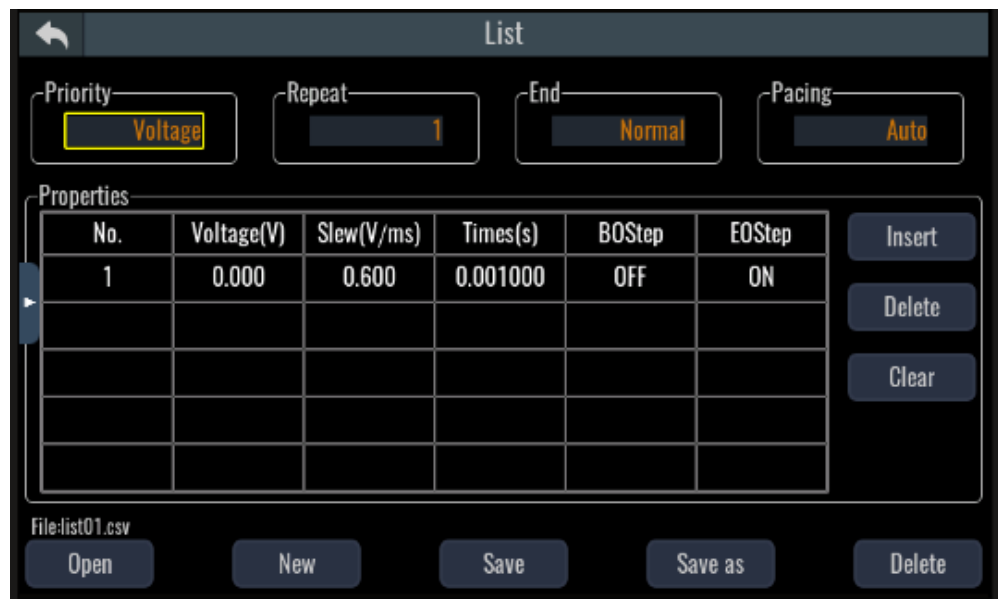 List
Priority Repeat End Pacing
Voltage 1 Normal Auto
Properties
No. Voltage(V) Slew(V/ms) Times(s) BOStep EOStep Insert
1 0.000 0.600 0.001000 OFF ON
Delete
Clear
File:list01.csv
Open New Save Save as Delete